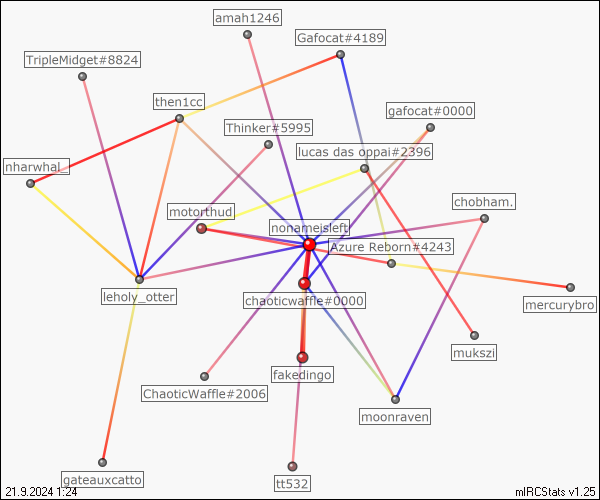 amah1246
Gafocat#4189
TripleMidget#8824
then1cc
gafocat#0000
Thinker#5995
lucas das oppai#2396
nharwhal_
chobham.
motorthud
nonameisleft
Azure Reborn#4243
leholy_otter
chaoticwaffle#0000
mercurybro
mukszi
fakedingo
ChaoticWaffle#2006
moonraven
gateauxcatto
tt532
21.9.2024 1:24
mIRCStats v1.25